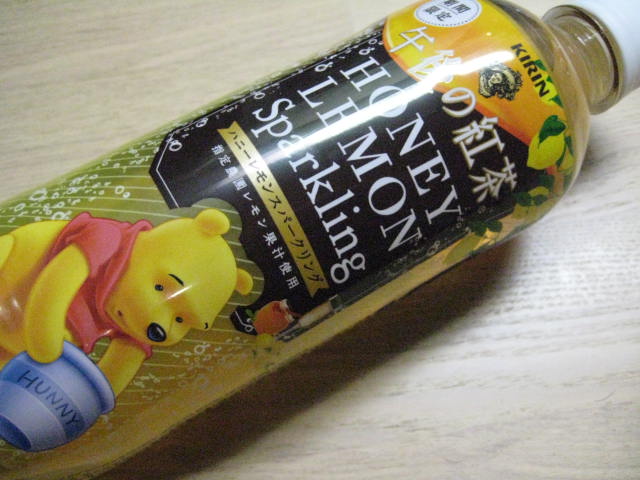 期間
限定
KIRIN
午後の紅茶
HONEY
LEMON
Sparkling
ハニーレモンスパークリング
指定農園レモン果汁使用
HUNNY